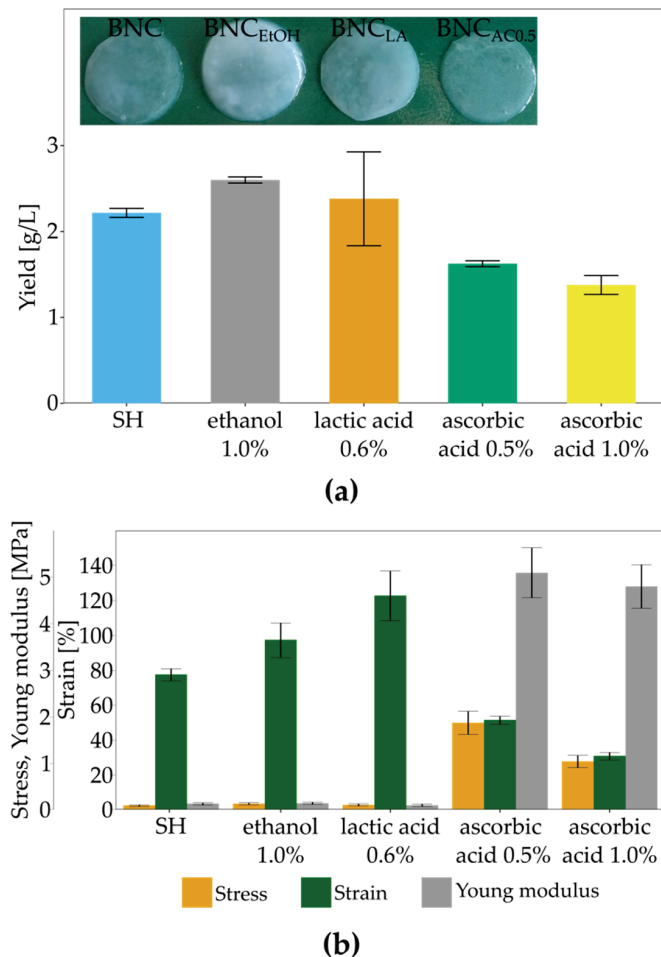 BNC BNC_EtOH BNC_LA BNC_AC0.5
Yield [g/L]
3
2
1
0
SH ethanol 1.0% lactic acid 0.6% ascorbic acid 0.5% ascorbic acid 1.0%
(a)
Stress, Young modulus [MPa]
5
4
3
2
1
0
Strain [%]
140
120
100
80
60
40
20
0
SH ethanol 1.0% lactic acid 0.6% ascorbic acid 0.5% ascorbic acid 1.0%
Stress Strain Young modulus
(b)